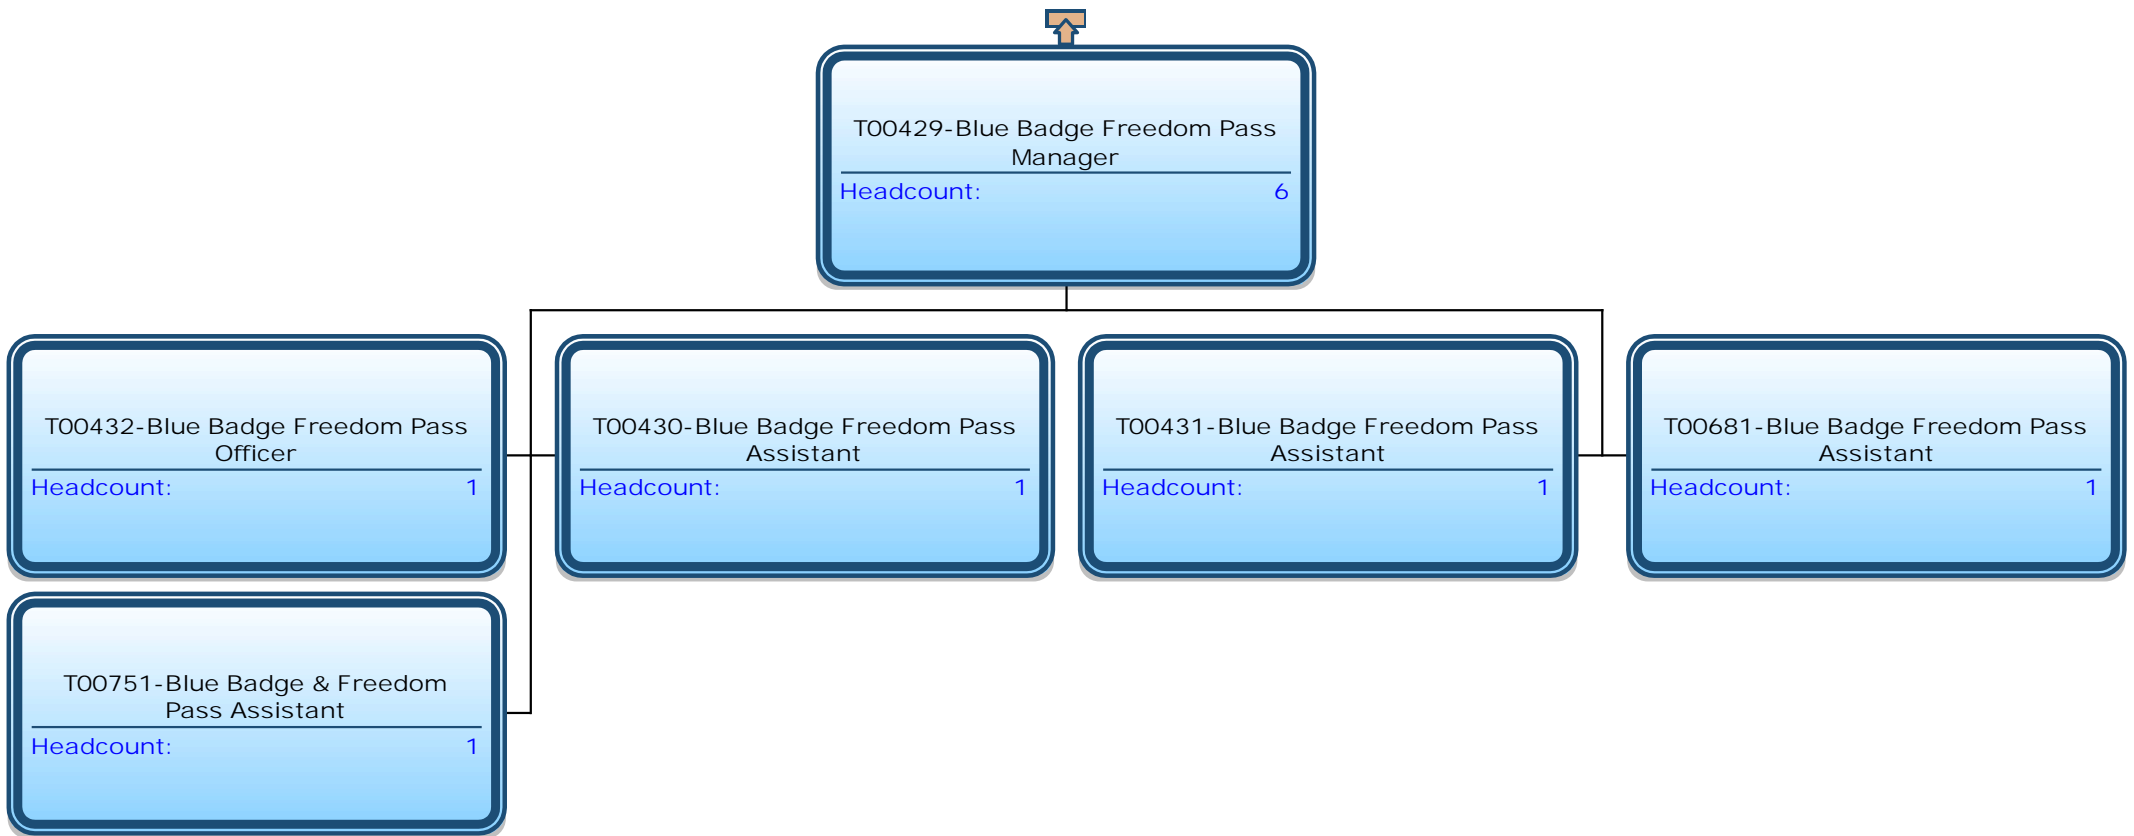 T00429-Blue Badge Freedom Pass
Manager
Headcount: 6
T00432-Blue Badge Freedom Pass
Officer
Headcount: 1
T00430-Blue Badge Freedom Pass
Assistant
Headcount: 1
T00431-Blue Badge Freedom Pass
Assistant
Headcount: 1
T00681-Blue Badge Freedom Pass
Assistant
Headcount: 1
T00751-Blue Badge & Freedom
Pass Assistant
Headcount: 1